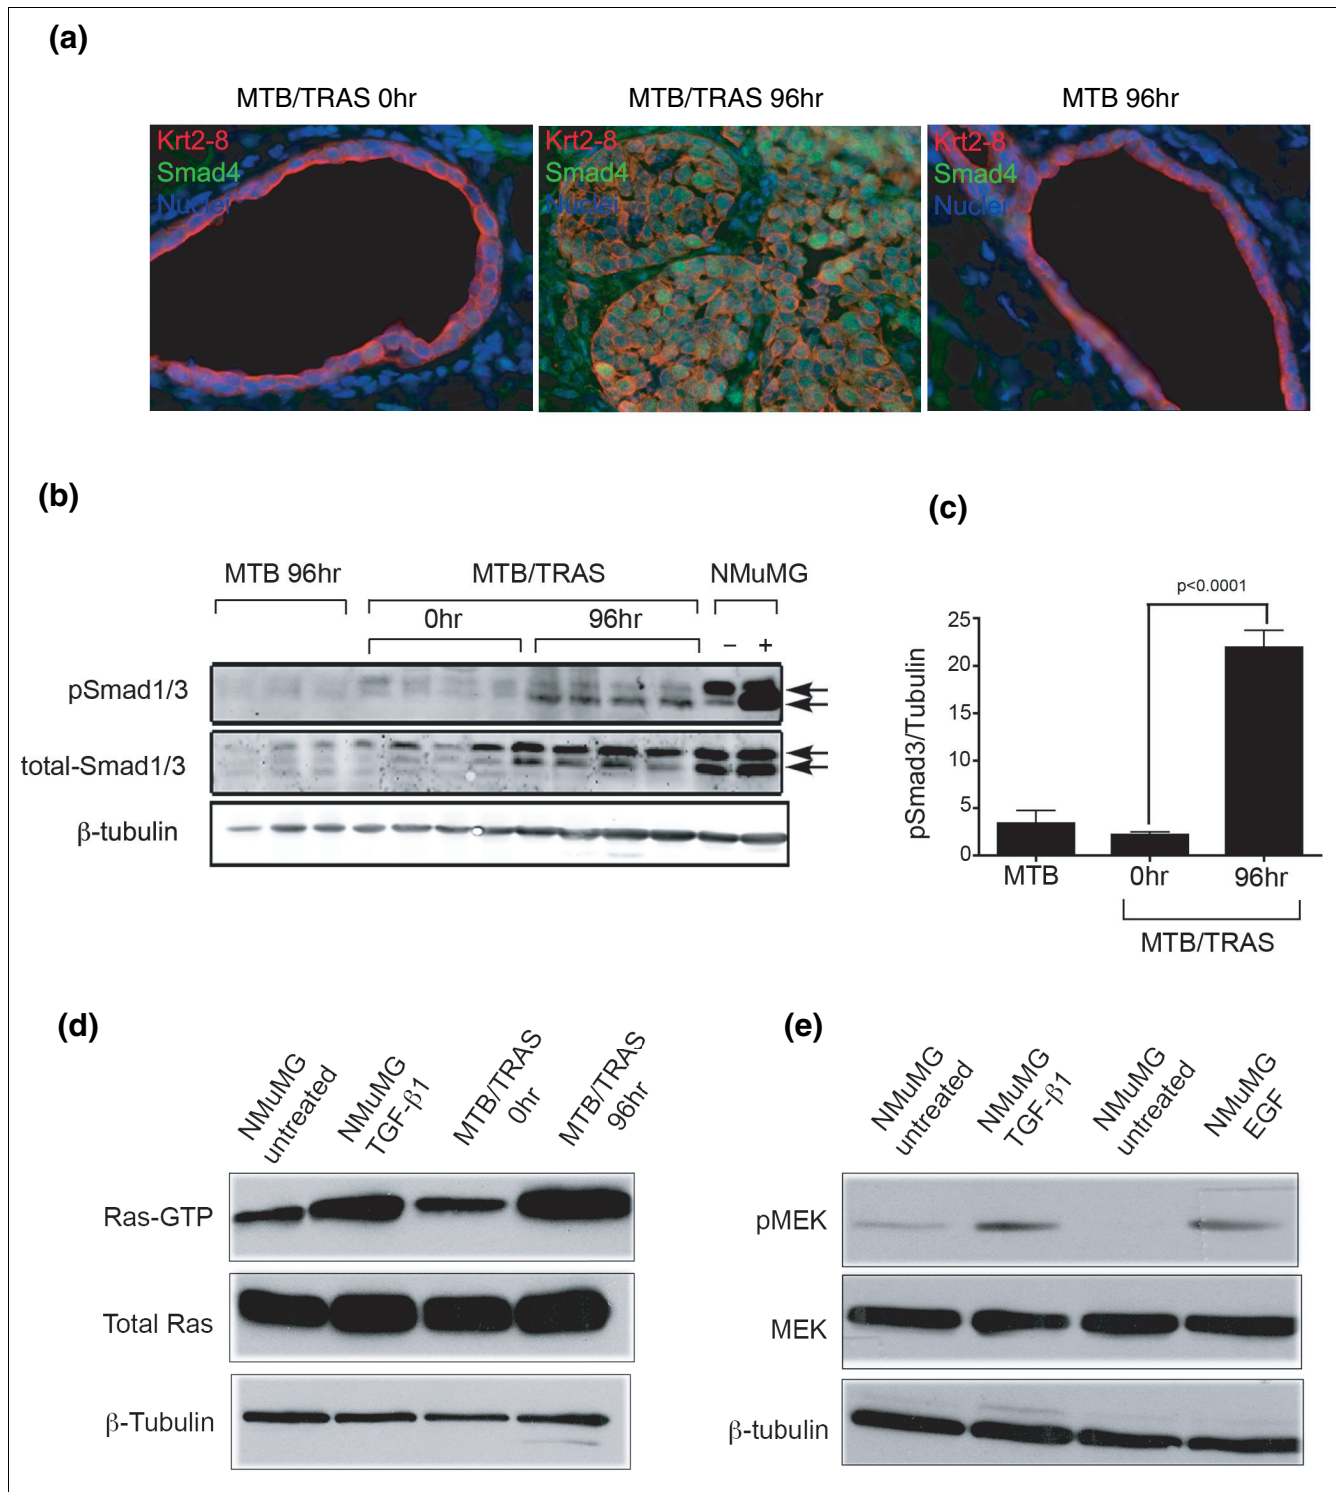 (a)
MTB/TRAS 0hr
MTB/TRAS 96hr
MTB 96hr
Krt2-8
Smad4
Nuclei
Krt2-8
Smad4
Nuclei
Krt2-8
Smad4
Nuclei
(b)
MTB 96hr
MTB/TRAS
NMuMG
0hr
96hr
– +
pSmad1/3
total-Smad1/3
β-tubulin
(c)
p<0.0001
pSmad3/Tubulin
25
20
15
10
5
0
MTB
0hr
96hr
MTB/TRAS
(d)
NMuMG
untreated
NMuMG
TGF-β1
MTB/TRAS
0hr
MTB/TRAS
96hr
Ras-GTP
Total Ras
β-Tubulin
(e)
NMuMG
untreated
NMuMG
TGF-β1
NMuMG
untreated
NMuMG
EGF
pMEK
MEK
β-tubulin